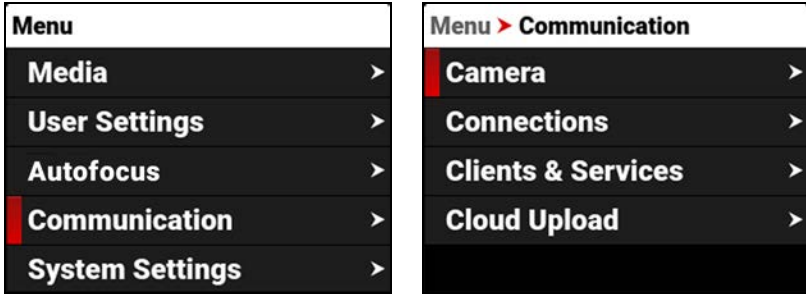 Menu
Media
User Settings
Autofocus
Communication
System Settings
Menu > Communication
Camera
Connections
Clients & Services
Cloud Upload